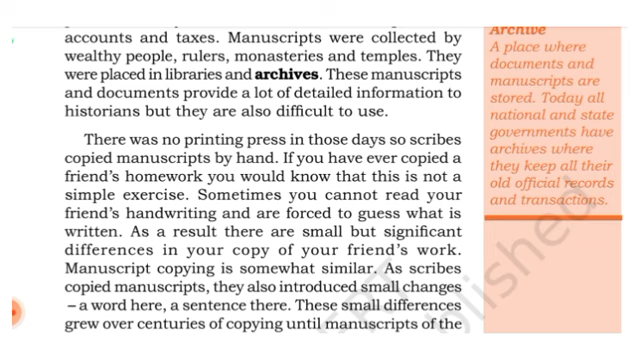 accounts and taxes. Manuscripts were collected by
wealthy people, rulers, monasteries and temples. They
were placed in libraries and archives. These manuscripts
and documents provide a lot of detailed information to
historians but they are also difficult to use.
There was no printing press in those days so scribes
copied manuscripts by hand. If you have ever copied a
friend’s homework you would know that this is not a
simple exercise. Sometimes you cannot read your
friend’s handwriting and are forced to guess what is
written. As a result there are small but significant
differences in your copy of your friend’s work.
Manuscript copying is somewhat similar. As scribes
copied manuscripts, they also introduced small changes
– a word here, a sentence there. These small differences
grew over centuries of copying until manuscripts of the
Archive
A place where
documents and
manuscripts are
stored. Today all
national and state
governments have
archives where
they keep all their
old official records
and transactions.